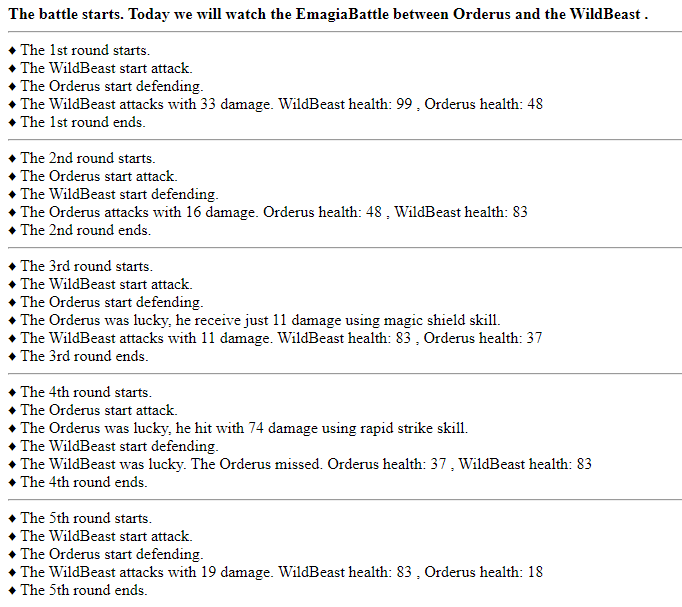 The battle starts. Today we will watch the EmagiaBattle between Orderus and the WildBeast .
♦ The 1st round starts.
♦ The WildBeast start attack.
♦ The Orderus start defending.
♦ The WildBeast attacks with 33 damage. WildBeast health: 99 , Orderus health: 48
♦ The 1st round ends.
♦ The 2nd round starts.
♦ The Orderus start attack.
♦ The WildBeast start defending.
♦ The Orderus attacks with 16 damage. Orderus health: 48 , WildBeast health: 83
♦ The 2nd round ends.
♦ The 3rd round starts.
♦ The WildBeast start attack.
♦ The Orderus start defending.
♦ The Orderus was lucky, he receive just 11 damage using magic shield skill.
♦ The WildBeast attacks with 11 damage. WildBeast health: 83 , Orderus health: 37
♦ The 3rd round ends.
♦ The 4th round starts.
♦ The Orderus start attack.
♦ The Orderus was lucky, he hit with 74 damage using rapid strike skill.
♦ The WildBeast start defending.
♦ The WildBeast was lucky. The Orderus missed. Orderus health: 37 , WildBeast health: 83
♦ The 4th round ends.
♦ The 5th round starts.
♦ The WildBeast start attack.
♦ The Orderus start defending.
♦ The WildBeast attacks with 19 damage. WildBeast health: 83 , Orderus health: 18
♦ The 5th round ends.